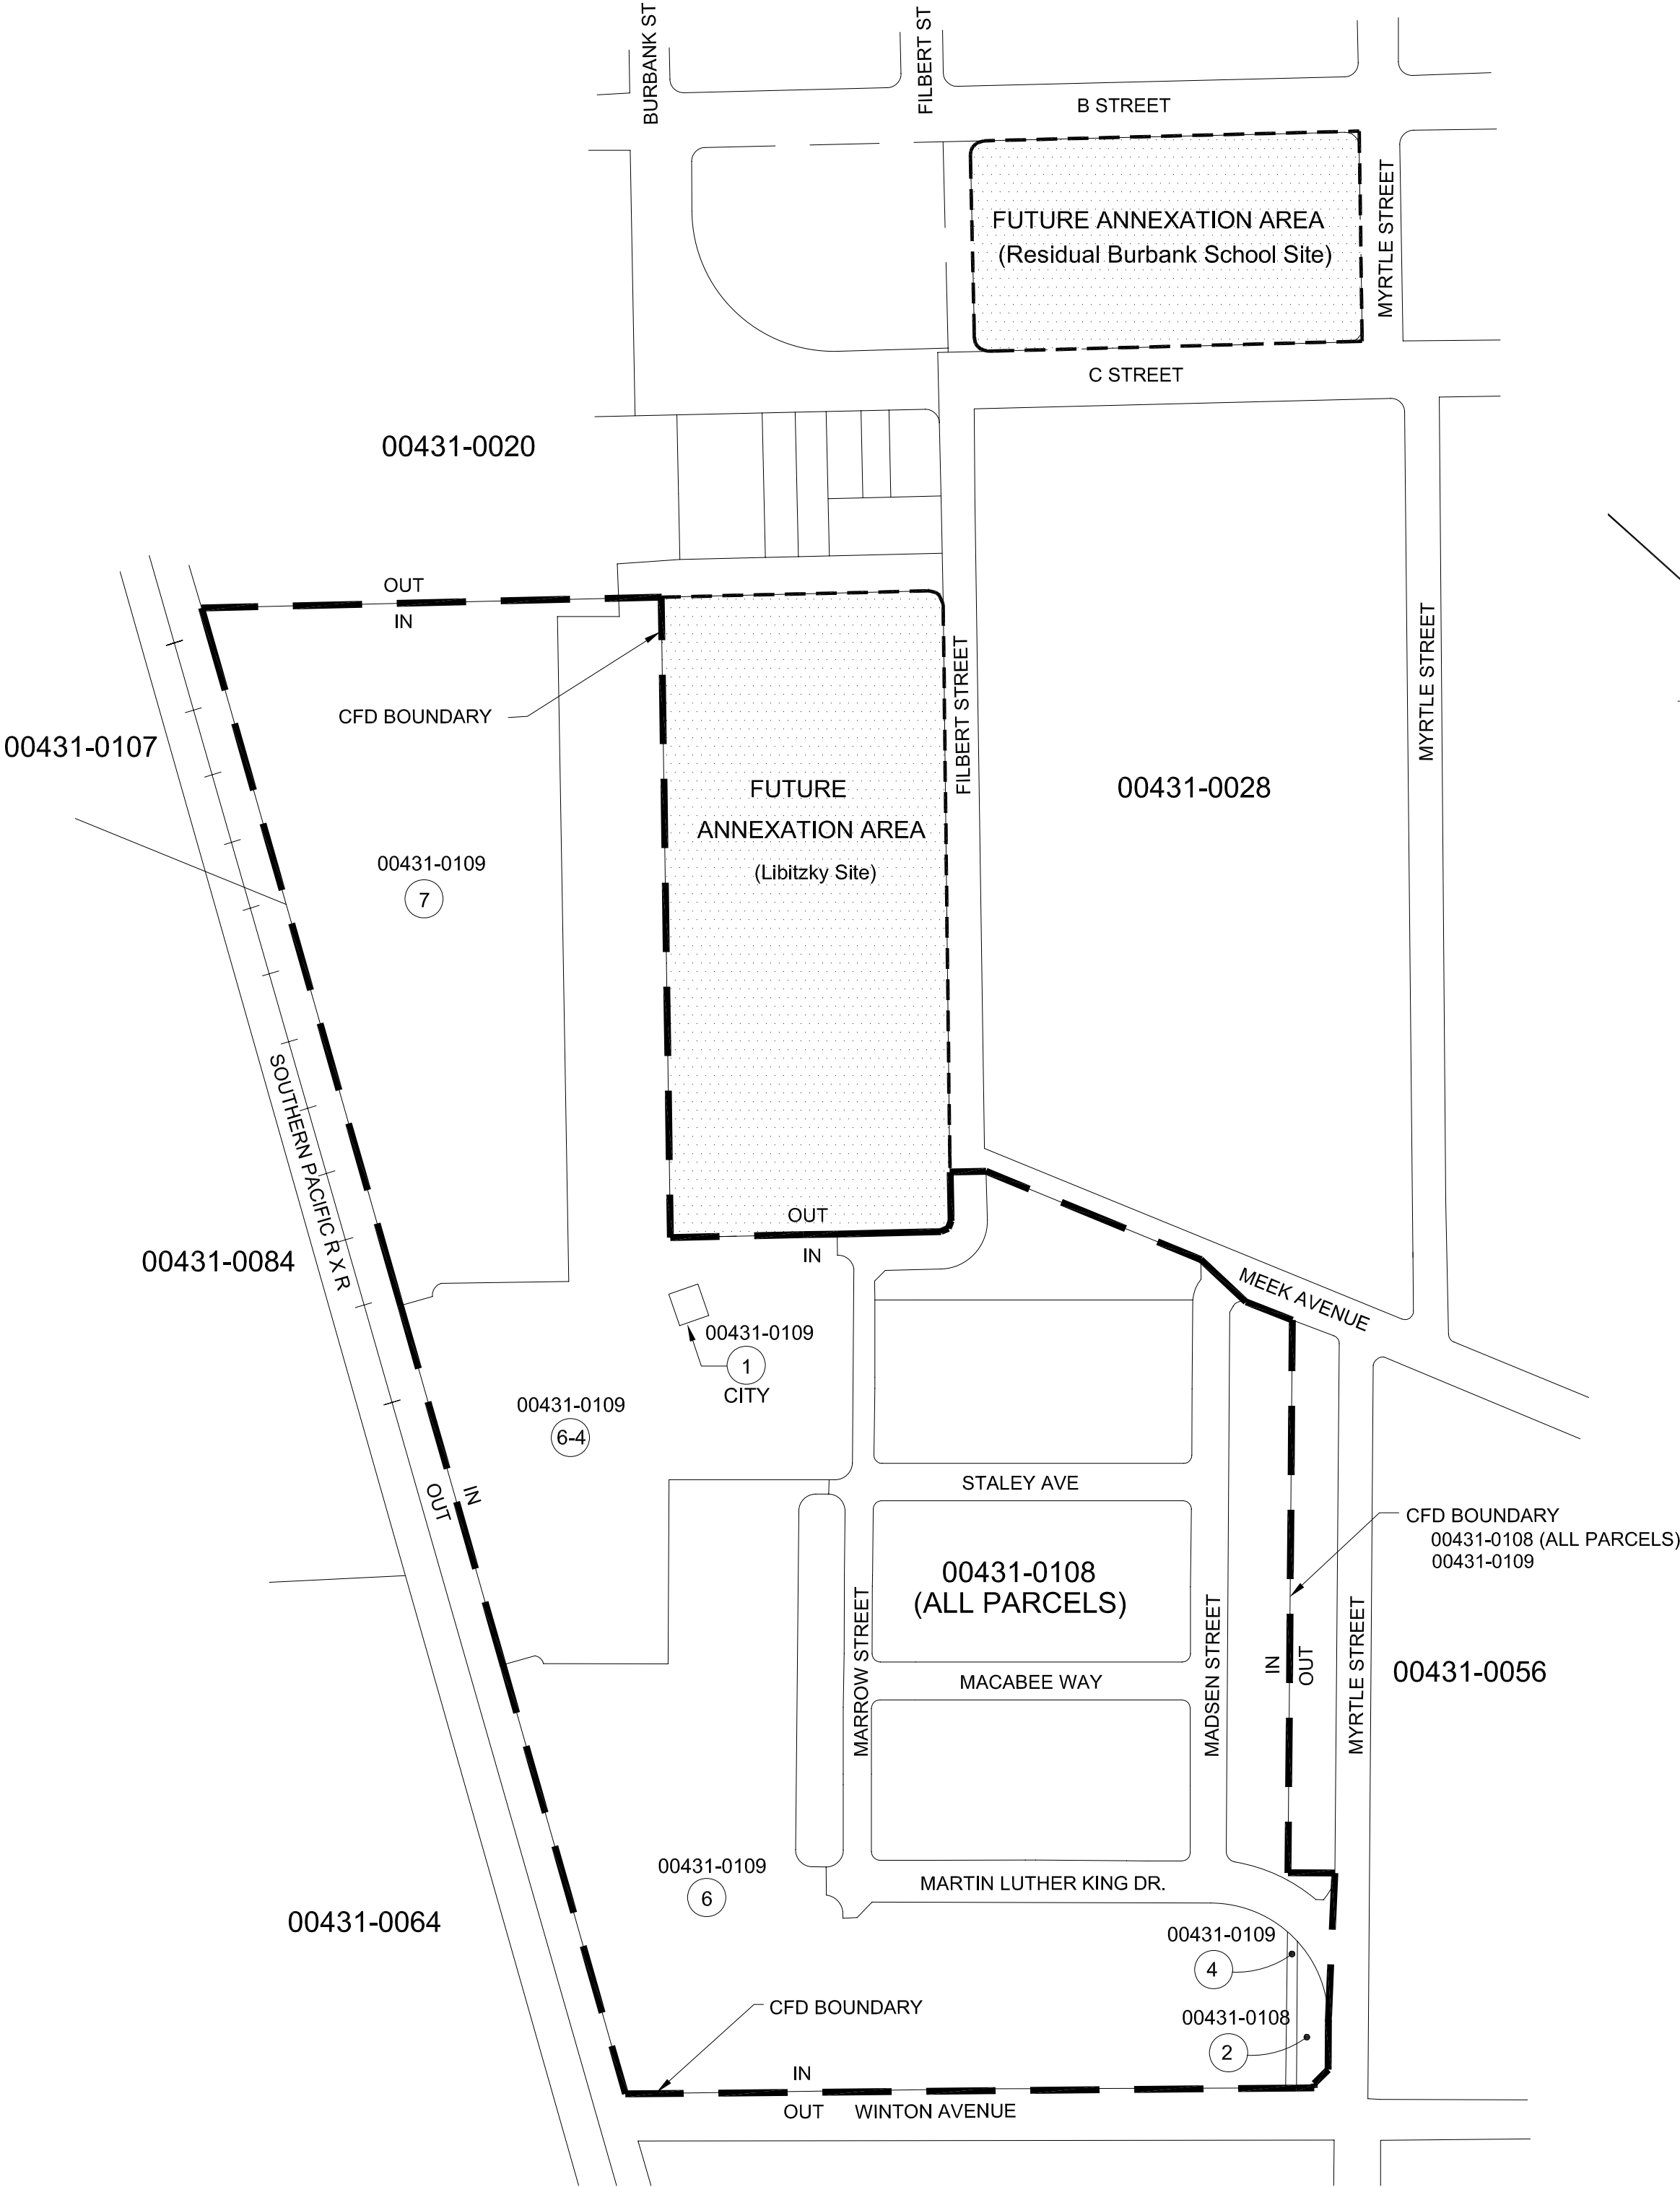 BURBANK ST
FILBERT ST
B STREET
MYRTLE STREET
FUTURE ANNEXATION AREA
(Residual Burbank School Site)
C STREET
00431-0020
OUT
IN
CFD BOUNDARY
00431-0107
FILBERT STREET
MYRTLE STREET
FUTURE
ANNEXATION AREA
(Libitzky Site)
00431-0028
00431-0109
7
SOUTHERN PACIFIC R X R
00431-0084
OUT
IN
MEEK AVENUE
00431-0109
1
CITY
00431-0109
6-4
IN
OUT
STALEY AVE
CFD BOUNDARY
00431-0108 (ALL PARCELS)
00431-0109
00431-0108
(ALL PARCELS)
MARROW STREET
MADSEN STREET
IN
OUT
MYRTLE STREET
00431-0056
MACABEE WAY
00431-0109
6
MARTIN LUTHER KING DR.
00431-0064
00431-0109
4
00431-0108
2
CFD BOUNDARY
IN
OUT
WINTON AVENUE